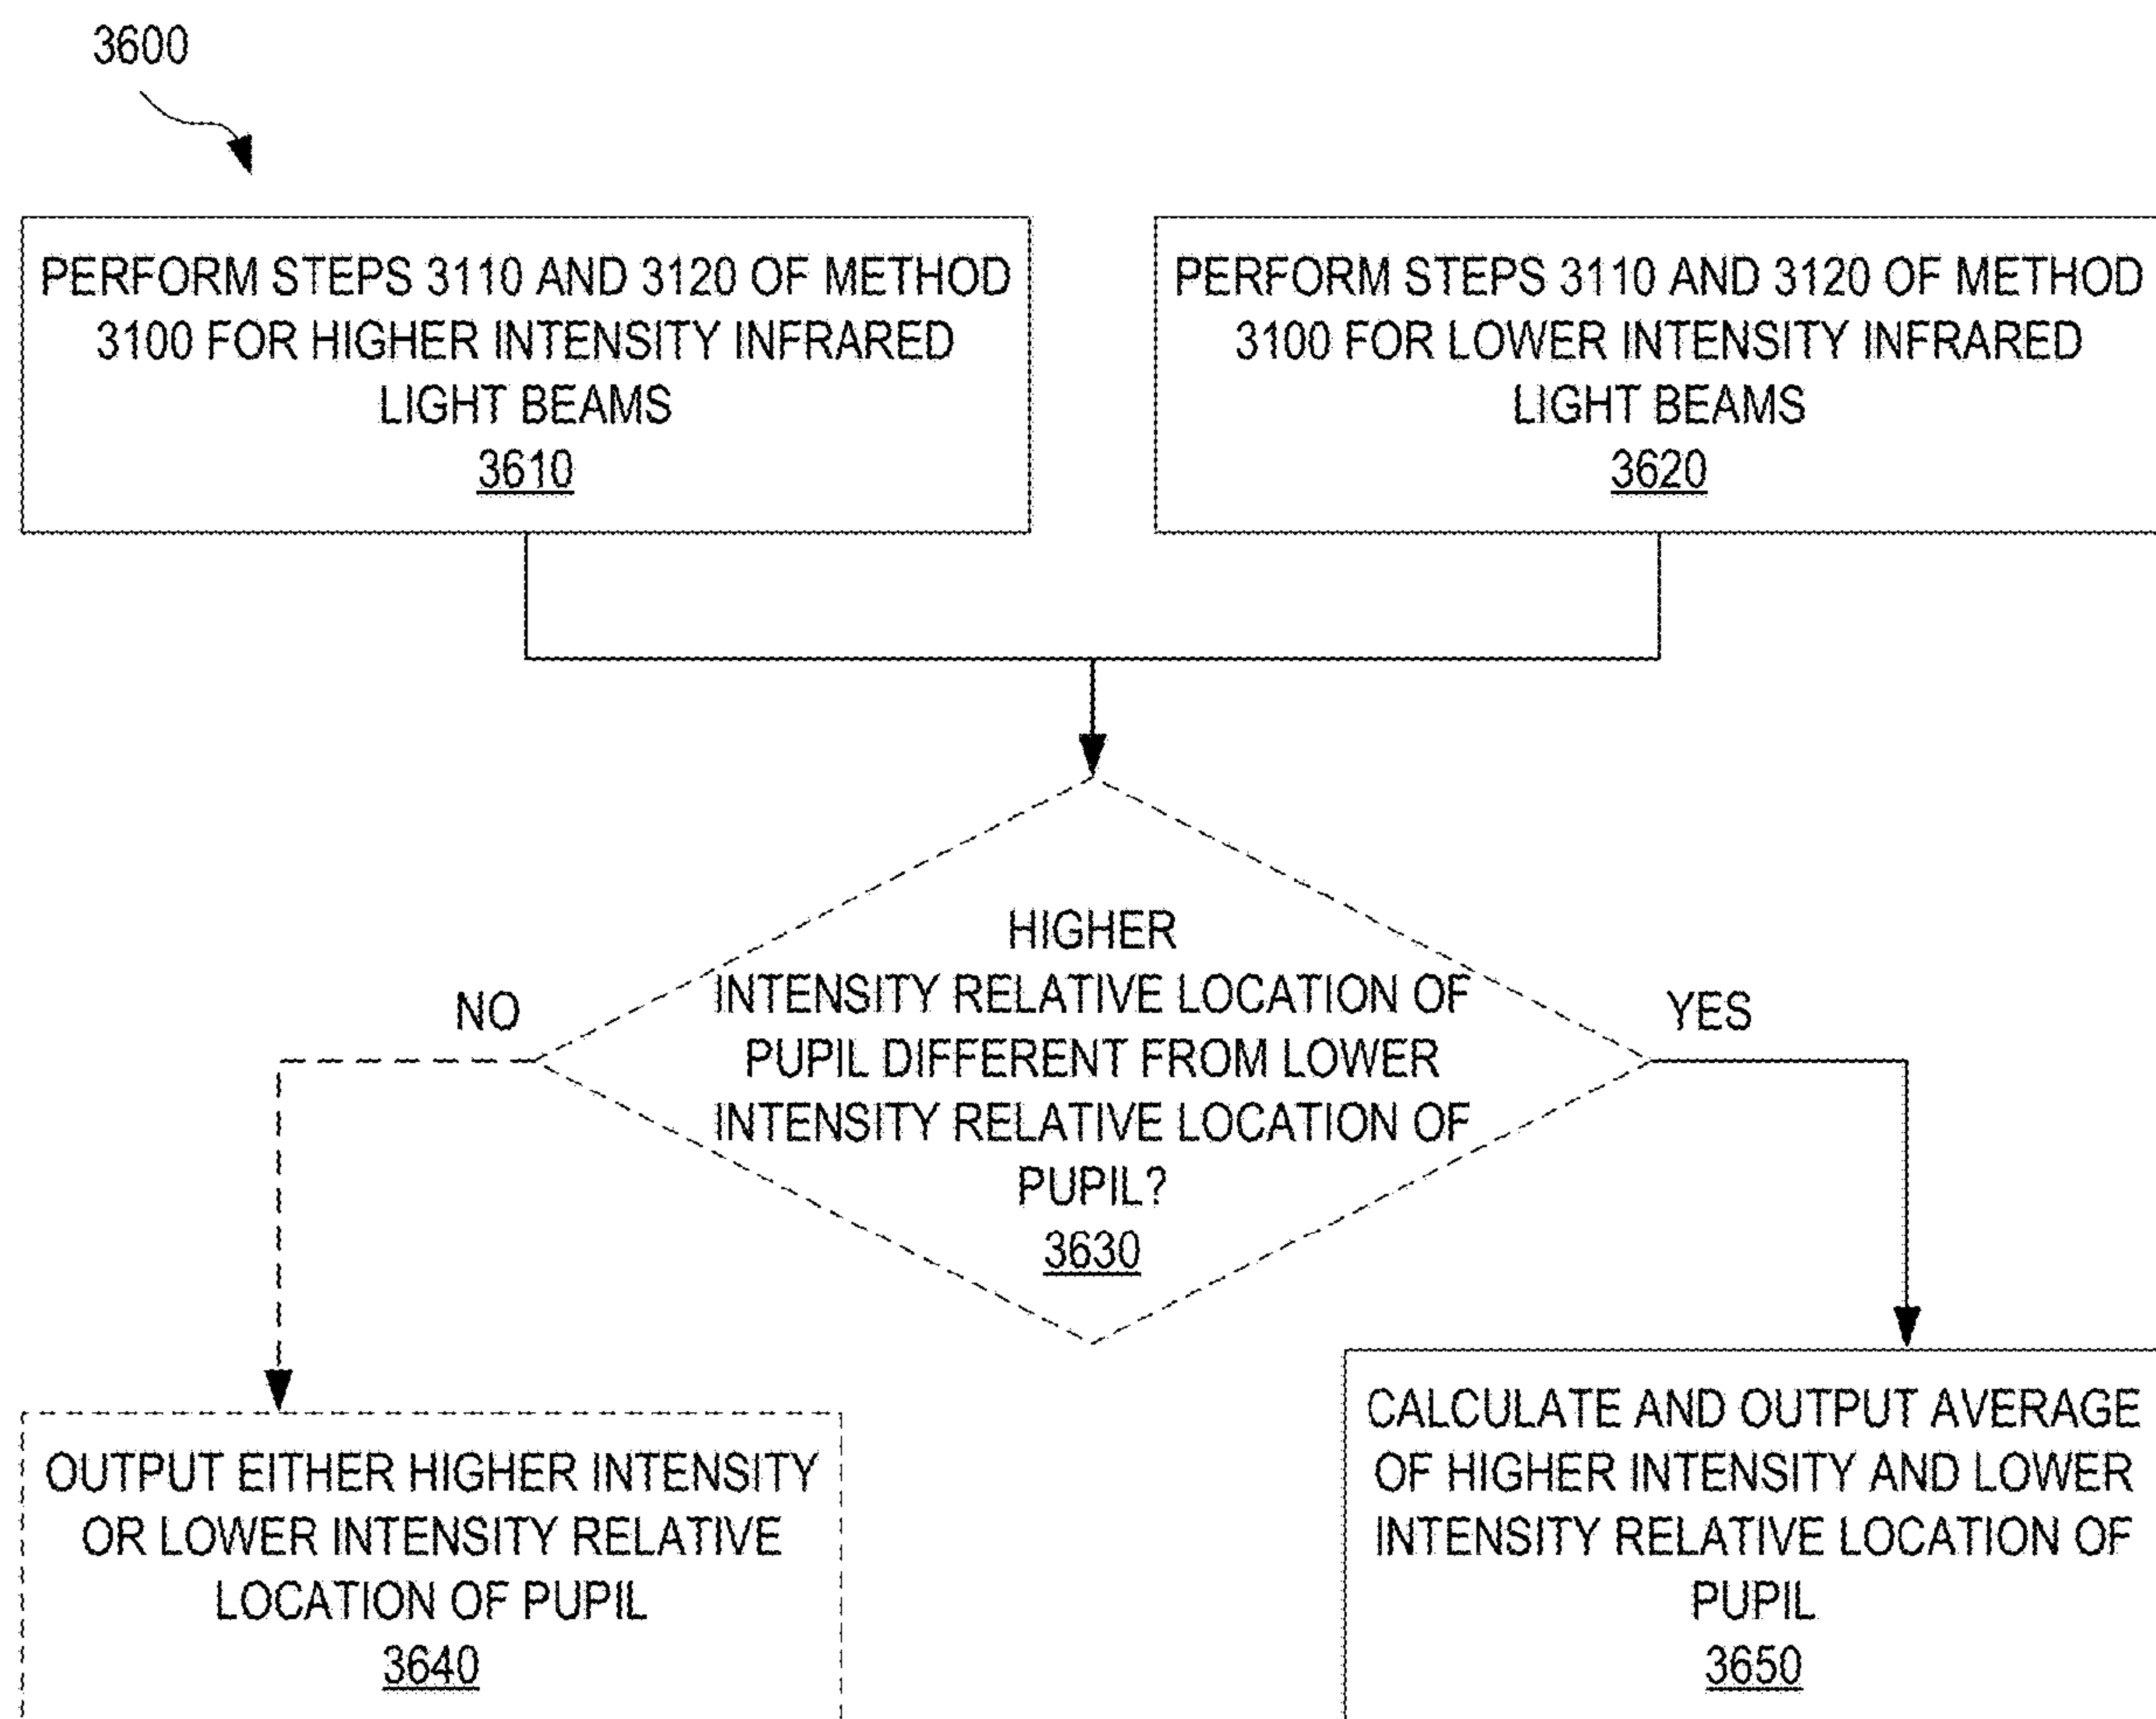 3600
PERFORM STEPS 3110 AND 3120 OF METHOD
3100 FOR HIGHER INTENSITY INFRARED
LIGHT BEAMS
3610
PERFORM STEPS 3110 AND 3120 OF METHOD
3100 FOR LOWER INTENSITY INFRARED
LIGHT BEAMS
3620
HIGHER
INTENSITY RELATIVE LOCATION OF
PUPIL DIFFERENT FROM LOWER
INTENSITY RELATIVE LOCATION OF
PUPIL?
3630
NO
YES
OUTPUT EITHER HIGHER INTENSITY
OR LOWER INTENSITY RELATIVE
LOCATION OF PUPIL
3640
CALCULATE AND OUTPUT AVERAGE
OF HIGHER INTENSITY AND LOWER
INTENSITY RELATIVE LOCATION OF
PUPIL
3650